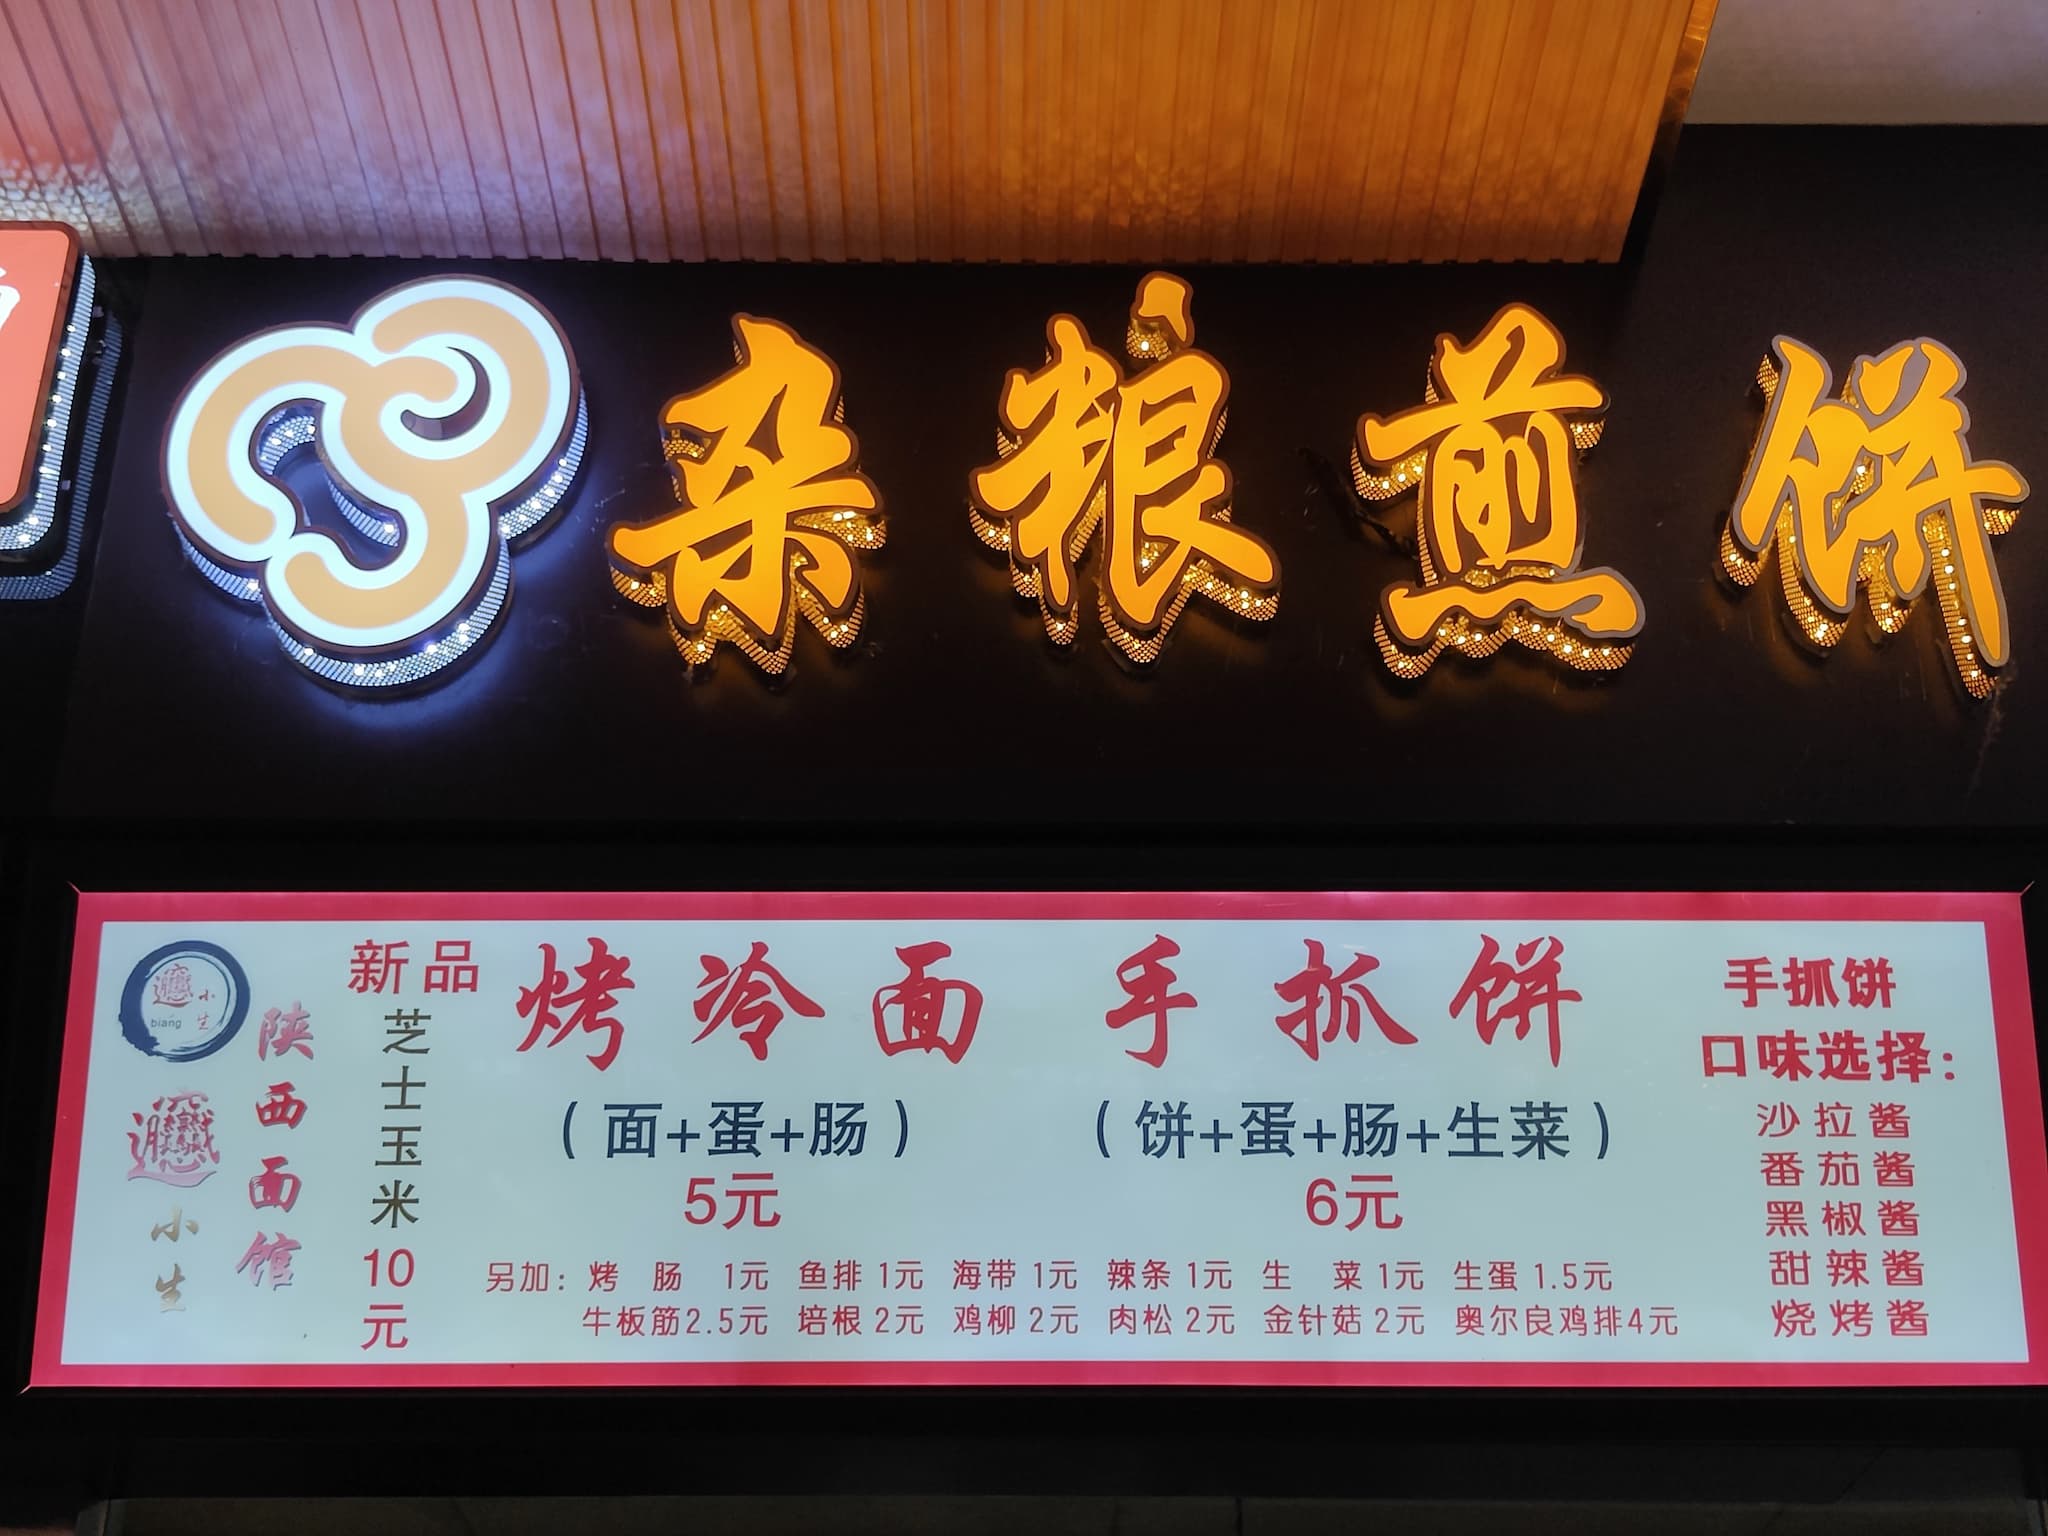 杂粮煎饼
biang
小生
𰻝小生
陕西面馆
新品
芝士玉米
10元
烤冷面
（面+蛋+肠）
5元
手抓饼
（饼+蛋+肠+生菜）
6元
另加：烤 肠 1元 鱼排 1元 海带 1元 辣条 1元 生 菜 1元 生蛋 1.5元
牛板筋2.5元 培根 2元 鸡柳 2元 肉松 2元 金针菇 2元 奥尔良鸡排4元
手抓饼
口味选择：
沙拉酱
番茄酱
黑椒酱
甜辣酱
烧烤酱